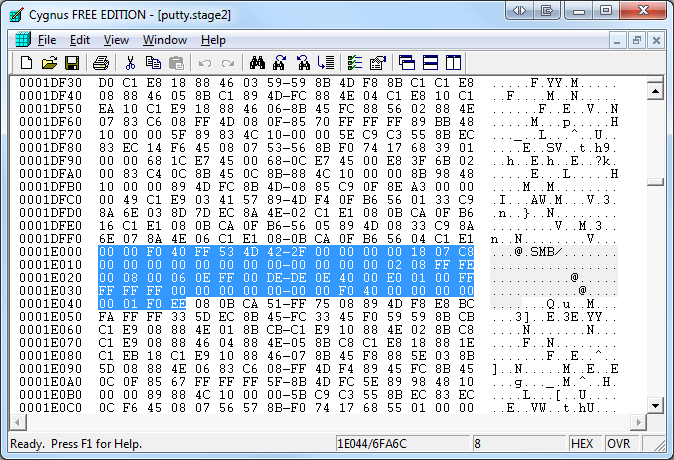 Cygnus FREE EDITION - [putty.stage2]
File Edit View Window Help
0001DF30 D0 C1 E8 18 88 46 03 59-59 8B 4D F8 8B C1 C1 E8 .....F.YY.M.....
0001DF40 08 88 46 05 8B C1 89 4D-FC 88 4E 04 C1 E8 10 C1 ..F....M..N.....
0001DF50 EA 10 C1 E9 18 88 46 06-8B 45 FC 88 56 02 88 4E ......F..E..V..N
0001DF60 07 83 C6 08 FF 4D 08 0F-85 70 FF FF FF 89 BB 48 .....M...p.....H
0001DF70 10 00 00 5F 89 83 4C 10-00 00 5E C9 C3 55 8B EC ..._..L...^..U..
0001DF80 83 EC 14 F6 45 08 07 53-56 8B F0 74 17 68 39 01 ....E..SV..t.h9.
0001DF90 00 00 68 1C E7 45 00 68-0C E7 45 00 E8 3F 6B 02 ..h..E.h..E..?k.
0001DFA0 00 83 C4 0C 8B 45 0C 8B-88 4C 10 00 00 8B 98 48 .....E...L.....H
0001DFB0 10 00 00 89 4D FC 8B 4D-08 85 C9 0F 8E A3 00 00 ....M..M........
0001DFC0 00 49 C1 E9 03 41 57 89-4D F4 0F B6 56 01 33 C9 .I...AW.M...V.3.
0001DFD0 8A 6E 03 8D 7D EC 8A 4E-02 C1 E1 08 0B CA 0F B6 .n..}..N........
0001DFE0 16 C1 E1 08 0B CA 0F B6-56 05 89 4D 08 33 C9 8A ........V..M.3..
0001DFF0 6E 07 8A 4E 06 C1 E1 08-0B CA 0F B6 56 04 C1 E1 n..N........V...
0001E000 00 00 F0 40 FF 53 4D 42-2F 00 00 00 00 18 07 C8 ...@.SMB/.......
0001E010 00 00 00 00 00 00 00 00-00 00 00 00 02 08 FF FE ................
0001E020 00 08 00 06 0E FF 00 DE-DE 0E 40 00 E0 01 00 00 ..........@.....
0001E030 FF FF FF FF 00 00 00 00-00 00 F0 40 00 00 00 00 ...........@....
0001E040 00 01 F0 EE 08 0B CA 51-FF 75 08 89 4D F8 E8 BC .......Q.u..M...
0001E050 FA FF FF 33 5D EC 8B 45-FC 33 45 F0 59 59 8B CB ...3]..E.3E.YY..
0001E060 C1 E9 08 88 4E 01 8B CB-C1 E9 10 88 4E 02 8B C8 ....N.......N...
0001E070 C1 E9 08 88 46 04 88 4E-05 8B C8 C1 E8 18 88 1E ....F..N........
0001E080 C1 EB 18 C1 E9 10 88 46-07 8B 45 F8 88 5E 03 8B .......F..E..^..
0001E090 5D 08 88 4E 06 83 C6 08-FF 4D F4 89 45 FC 8B 45 ]..N.....M..E..E
0001E0A0 0C 0F 85 67 FF FF FF 5F-8B 4D FC 5E 89 98 48 10 ...g..._.M.^..H.
0001E0B0 00 00 89 88 4C 10 00 00-5B C9 C3 55 8B EC 83 EC ....L...[..U....
0001E0C0 0C F6 45 08 07 56 57 8B-F0 74 17 68 55 01 00 00 ..E..VW..t.hU...
Ready. Press F1 for Help. 1E044/6FA6C 8 HEX OVR